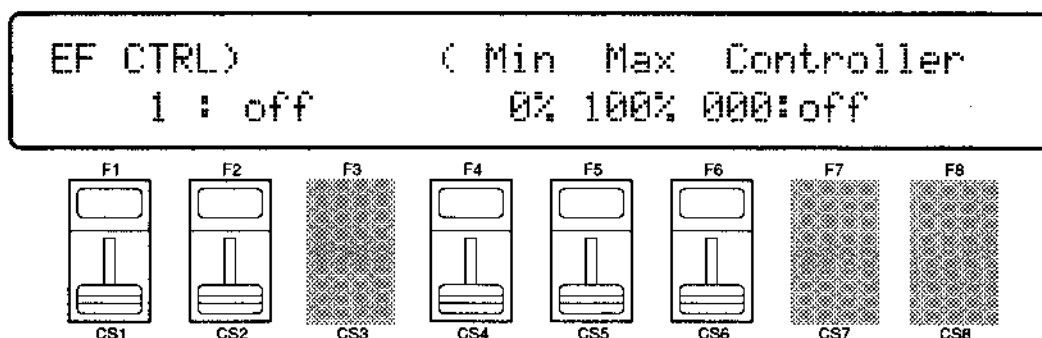 EF CTRL) ( Min Max Controller
1 : off 0% 100% 000:off
F1 F2 F3 F4 F5 F6 F7 F8
CS1 CS2 CS3 CS4 CS5 CS6 CS7 CS8